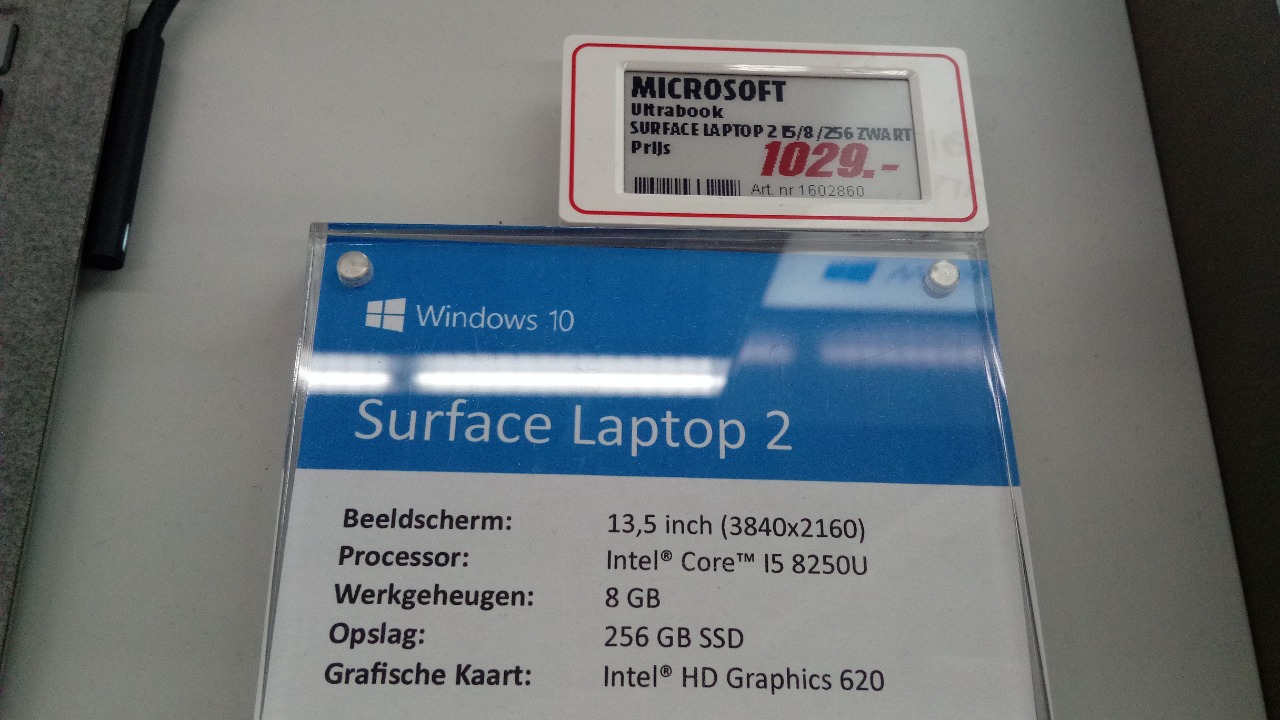 MICROSOFT
Ultrabook
SURFACE LAPTOP 2 I5/8 /256 ZWART
Prijs
1029.-
Art. nr 1602860
Windows 10
Surface Laptop 2
Beeldscherm: 13,5 inch (3840x2160)
Processor: Intel® Core™ I5 8250U
Werkgeheugen: 8 GB
Opslag: 256 GB SSD
Grafische Kaart: Intel® HD Graphics 620